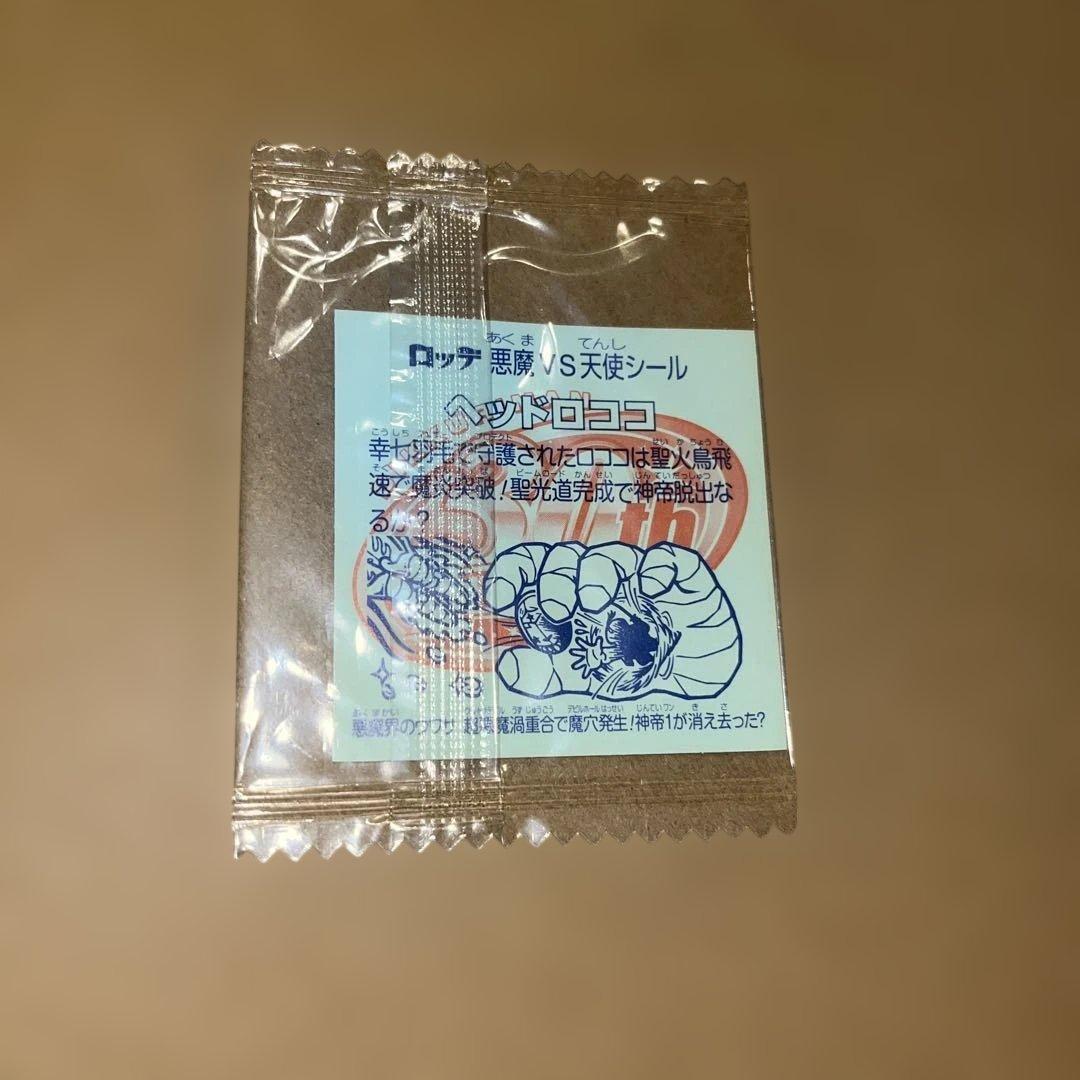 ロッテ 悪魔VS天使シール
ヘッドロココ
幸七羽毛で守護されたロココは聖火鳥飛
速で魔炎突破!聖光道完成で神帝脱出な
るか?
th
悪魔界のウワサ 魔渦重合で魔穴発生!神帝1が消え去った?